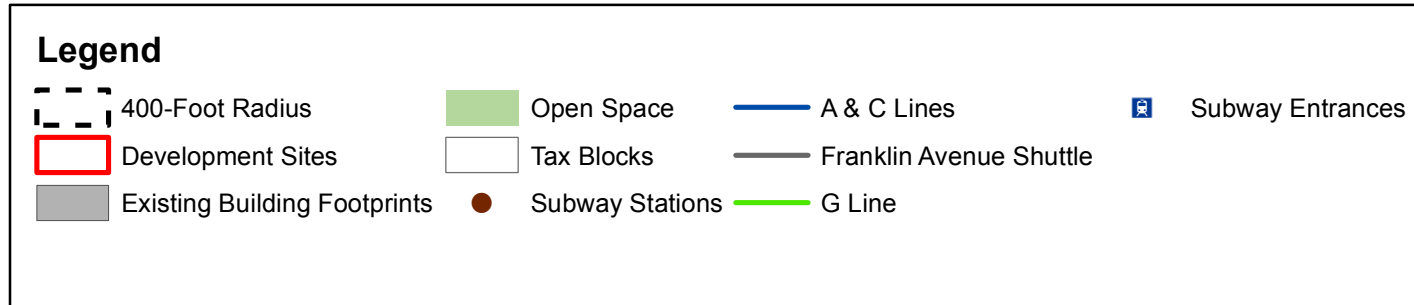 Legend
400-Foot Radius
Open Space
A & C Lines
Subway Entrances
Development Sites
Tax Blocks
Franklin Avenue Shuttle
Existing Building Footprints
Subway Stations
G Line